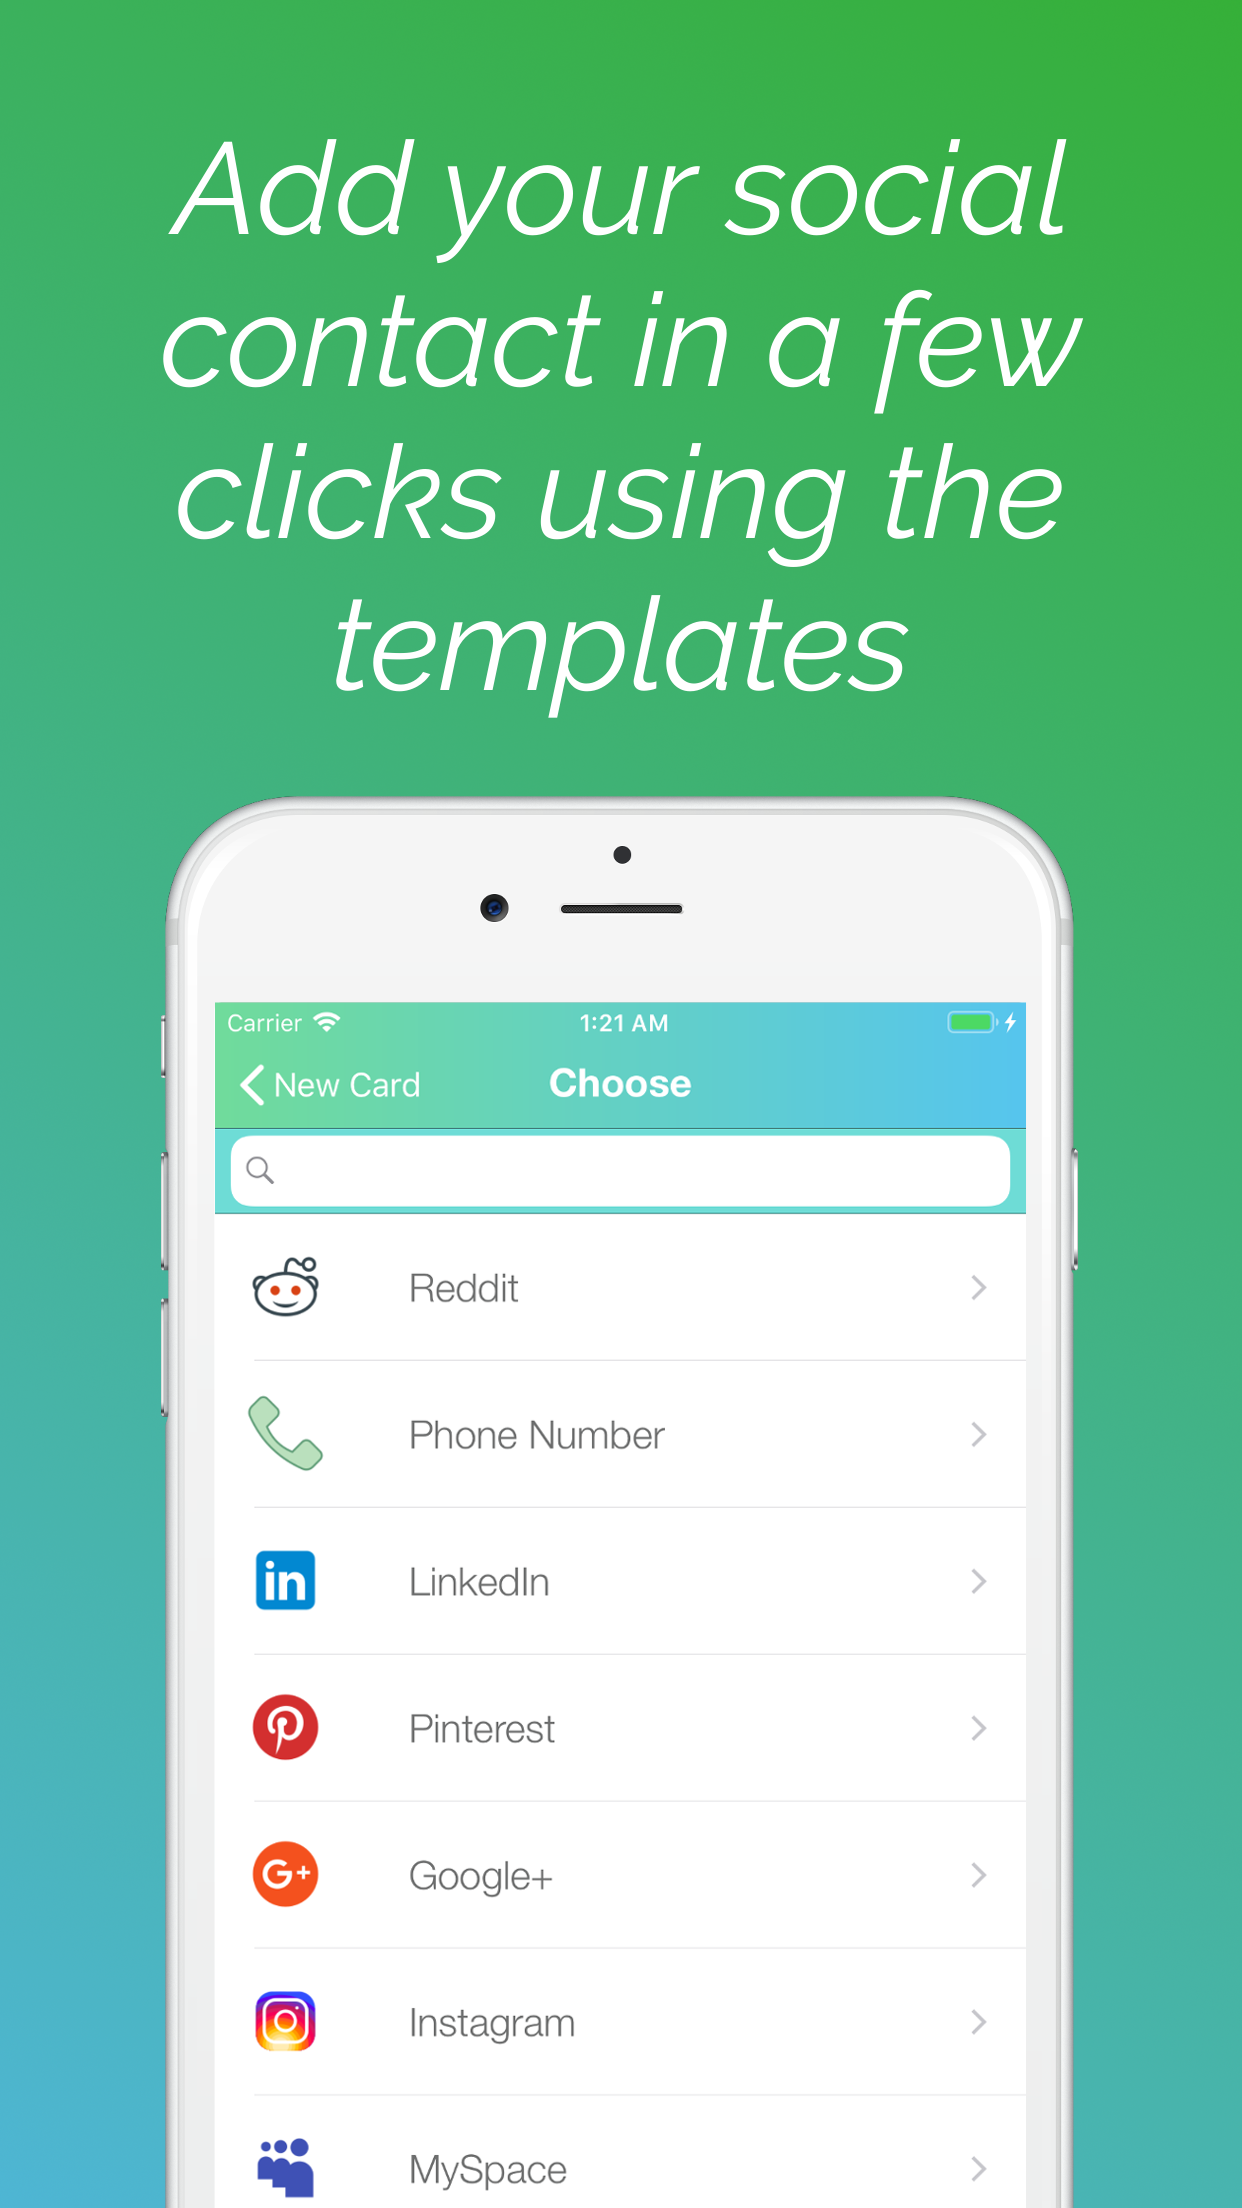 Add your social
contact in a few
clicks using the
templates
Carrier 1:21 AM
New Card Choose
Reddit
Phone Number
in LinkedIn
Pinterest
G+ Google+
Instagram
MySpace